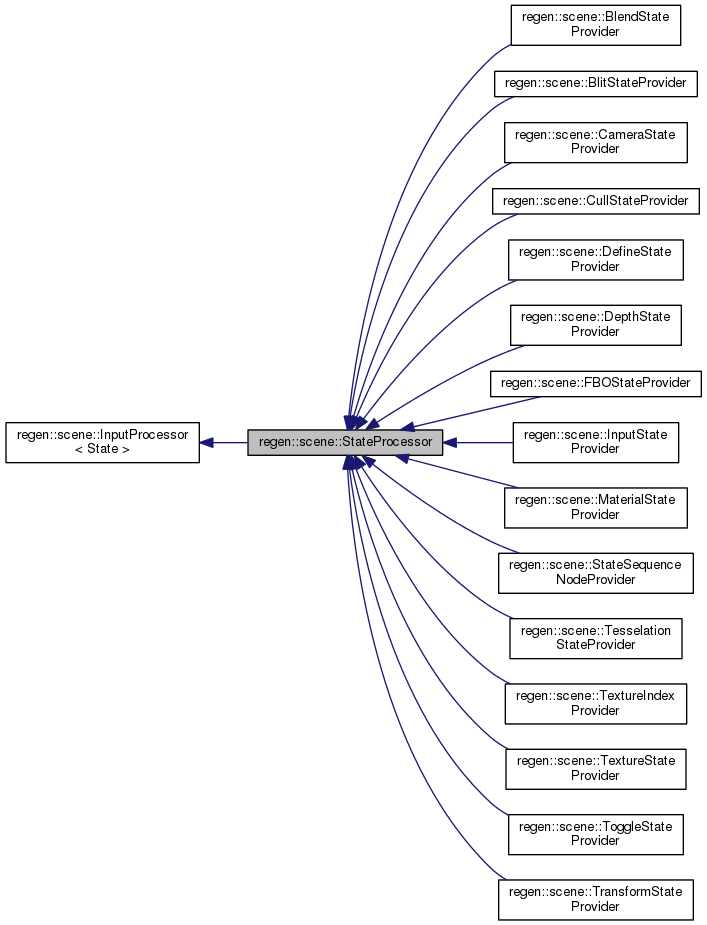 regen::scene::BlendState
Provider
regen::scene::BlitStateProvider
regen::scene::CameraState
Provider
regen::scene::CullStateProvider
regen::scene::DefineState
Provider
regen::scene::DepthState
Provider
regen::scene::FBOStateProvider
regen::scene::InputProcessor
< State >
regen::scene::StateProcessor
regen::scene::InputState
Provider
regen::scene::MaterialState
Provider
regen::scene::StateSequence
NodeProvider
regen::scene::Tesselation
StateProvider
regen::scene::TextureIndex
Provider
regen::scene::TextureState
Provider
regen::scene::ToggleState
Provider
regen::scene::TransformState
Provider